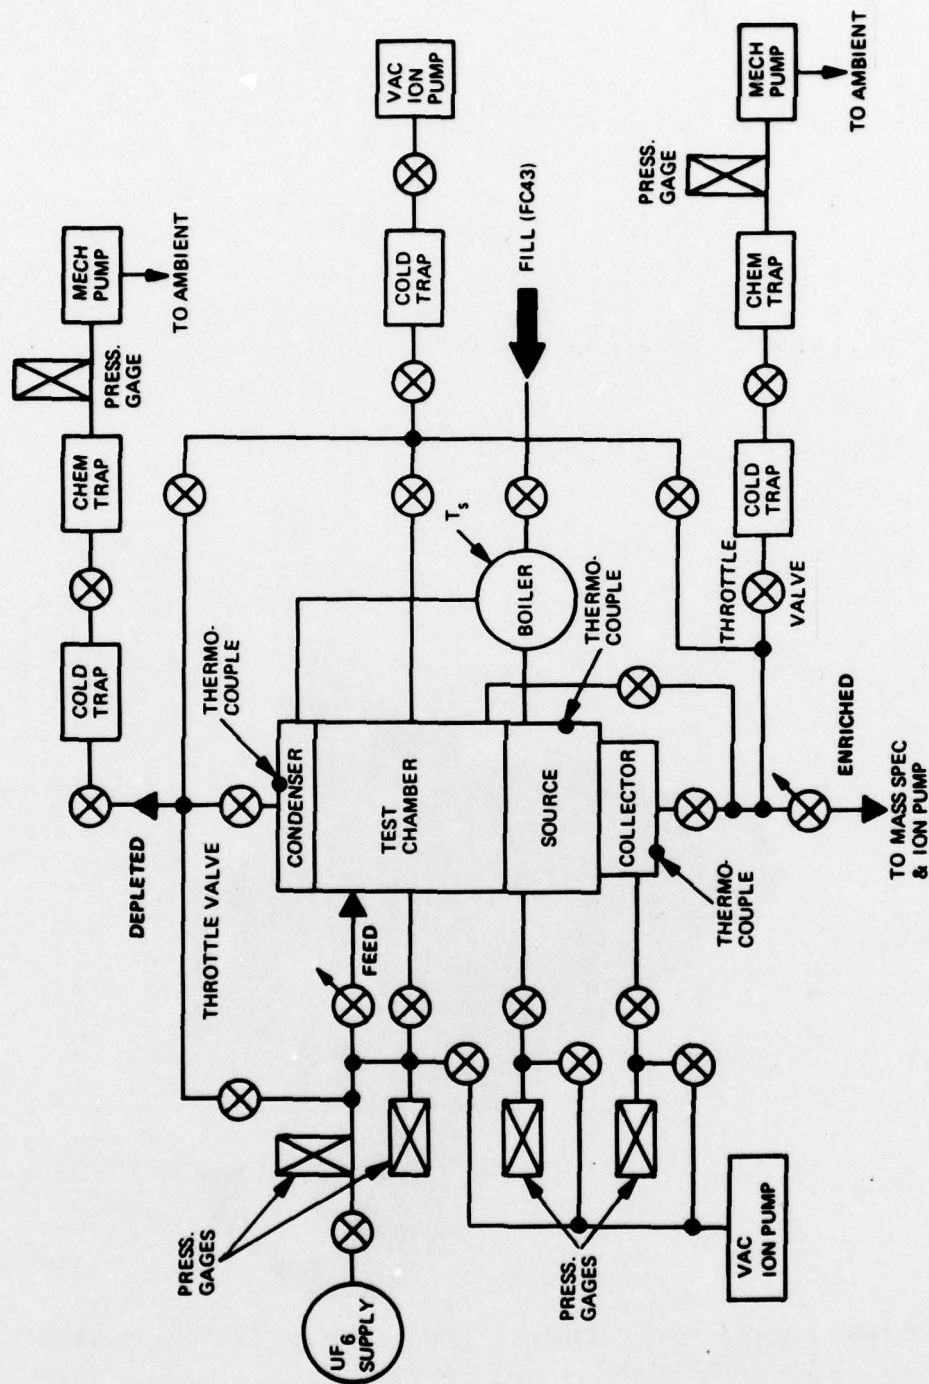 MECH
PUMP
TO AMBIENT
PRESS.
GAGE
CHEM
TRAP
COLD
TRAP
DEPLETED
THROTTLE VALVE
THERMO-
COUPLE
VAC
ION
PUMP
COLD
TRAP
FILL (FC43)
Ts
BOILER
THERMO-
COUPLE
CONDENSER
TEST
CHAMBER
SOURCE
COLLECTOR
THERMO-
COUPLE
FEED
PRESS.
GAGES
UF6
SUPPLY
PRESS.
GAGES
VAC
ION PUMP
MECH
PUMP
TO AMBIENT
PRESS.
GAGE
CHEM
TRAP
COLD
TRAP
THROTTLE
VALVE
ENRICHED
TO MASS SPEC
& ION PUMP